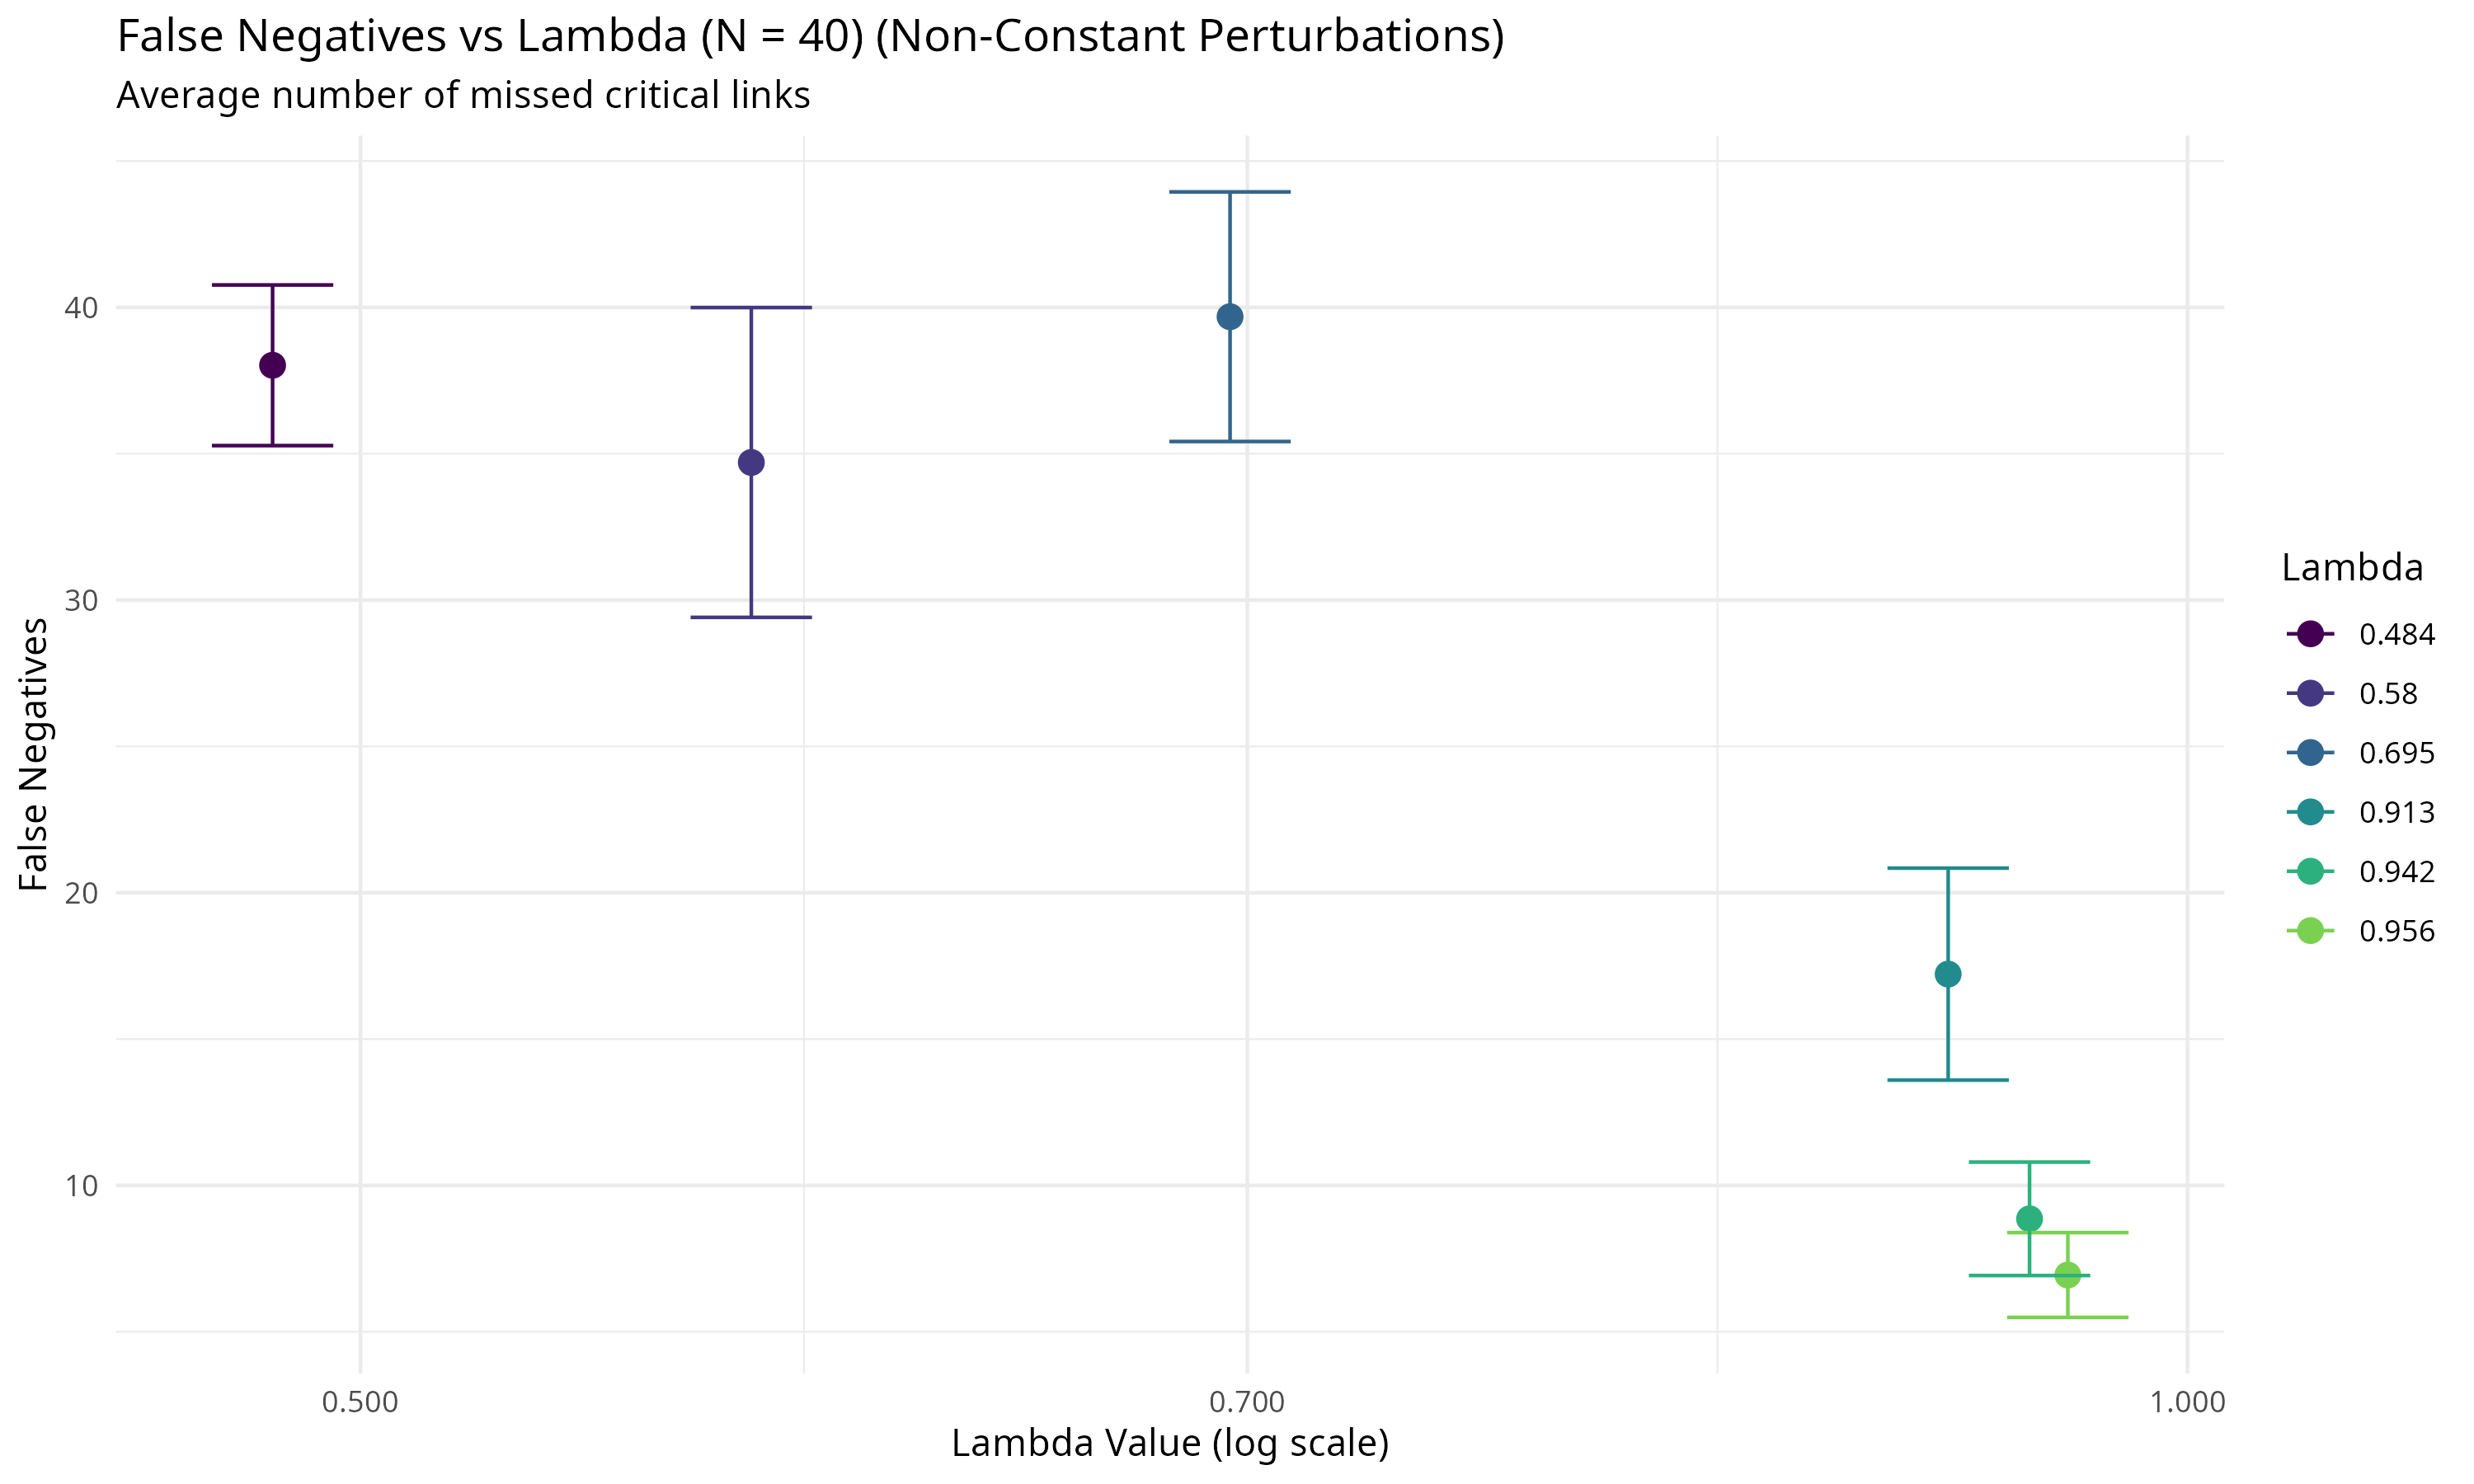 False Negatives vs Lambda (N = 40) (Non-Constant Perturbations)
Average number of missed critical links
40
30
20
10
False Negatives
0.500
0.700
1.000
Lambda Value (log scale)
Lambda
0.484
0.58
0.695
0.913
0.942
0.956